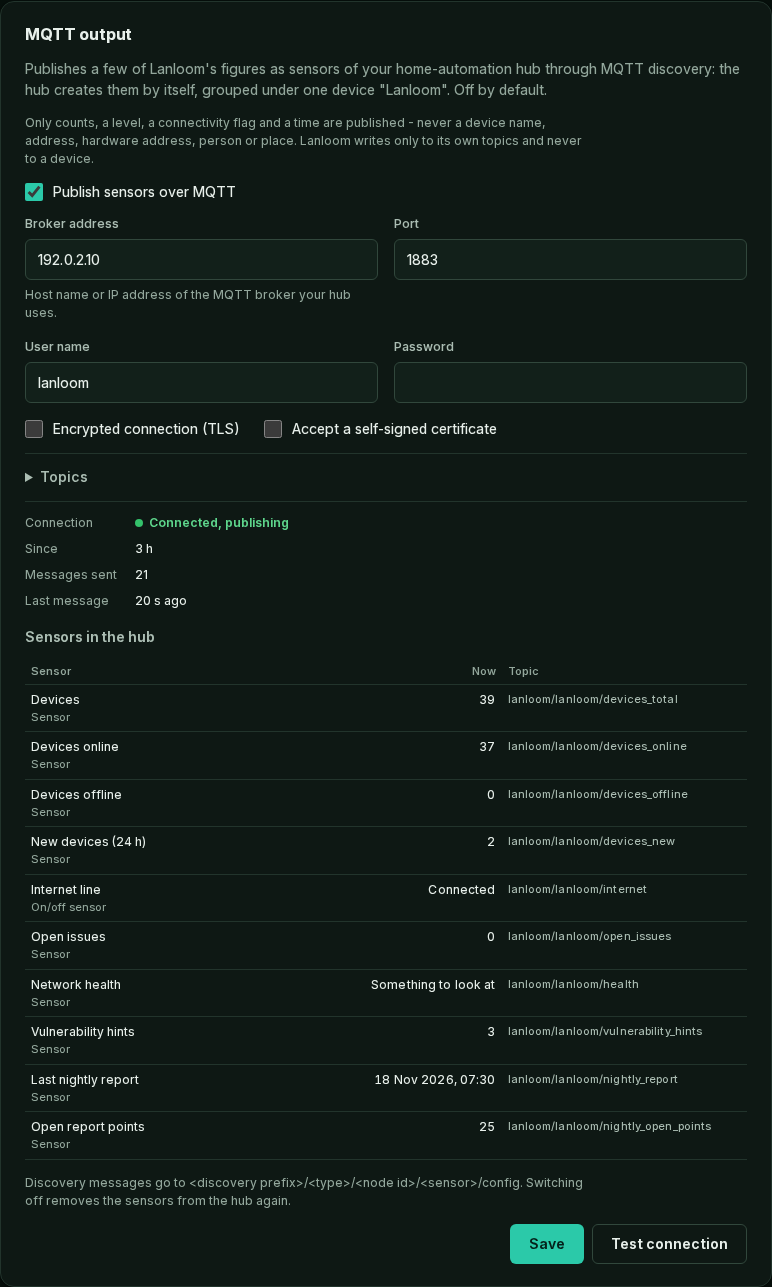 MQTT output
Publishes a few of Lanloom's figures as sensors of your home-automation hub through MQTT discovery: the
hub creates them by itself, grouped under one device "Lanloom". Off by default.
Only counts, a level, a connectivity flag and a time are published - never a device name,
address, hardware address, person or place. Lanloom writes only to its own topics and never
to a device.
Publish sensors over MQTT
Broker address Port
192.0.2.10 1883
Host name or IP address of the MQTT broker your hub
uses.
User name Password
lanloom
Encrypted connection (TLS) Accept a self-signed certificate
Topics
Connection Connected, publishing
Since 3 h
Messages sent 21
Last message 20 s ago
Sensors in the hub
Sensor Now Topic
Devices 39 lanloom/lanloom/devices_total
Sensor
Devices online 37 lanloom/lanloom/devices_online
Sensor
Devices offline 0 lanloom/lanloom/devices_offline
Sensor
New devices (24 h) 2 lanloom/lanloom/devices_new
Sensor
Internet line Connected lanloom/lanloom/internet
On/off sensor
Open issues 0 lanloom/lanloom/open_issues
Sensor
Network health Something to look at lanloom/lanloom/health
Sensor
Vulnerability hints 3 lanloom/lanloom/vulnerability_hints
Sensor
Last nightly report 18 Nov 2026, 07:30 lanloom/lanloom/nightly_report
Sensor
Open report points 25 lanloom/lanloom/nightly_open_points
Sensor
Discovery messages go to <discovery prefix>/<type>/<node id>/<sensor>/config. Switching
off removes the sensors from the hub again.
Save Test connection